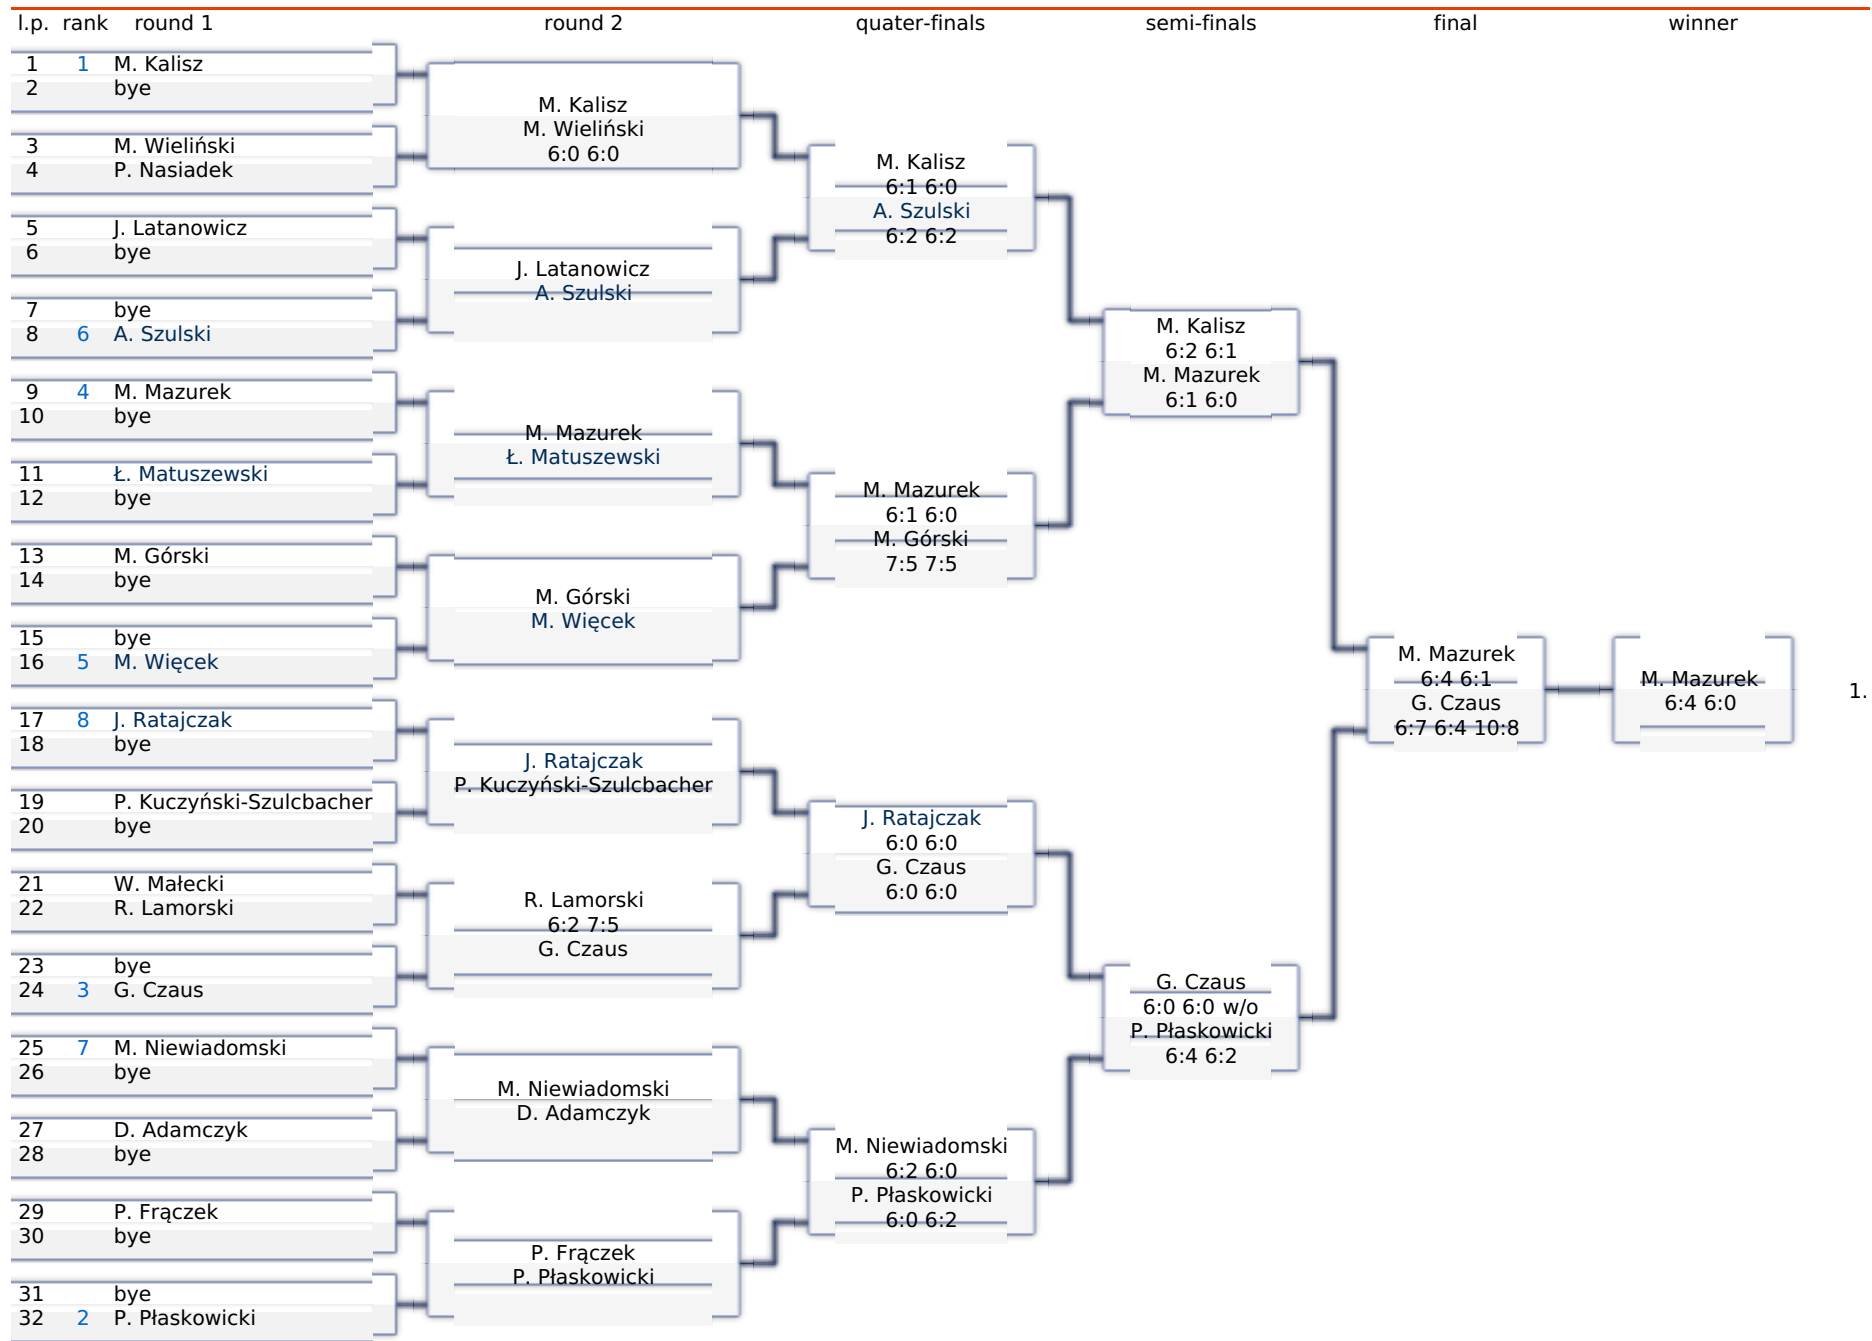 l.p. rank round 1 round 2 quater-finals semi-finals final winner
1 1 M. Kalisz
2 bye
3 M. Wieliński
4 P. Nasiadek
5 J. Latanowicz
6 bye
7 bye
8 6 A. Szulski
9 4 M. Mazurek
10 bye
11 Ł. Matuszewski
12 bye
13 M. Górski
14 bye
15 bye
16 5 M. Więcek
17 8 J. Ratajczak
18 bye
19 P. Kuczyński-Szulcbacher
20 bye
21 W. Małecki
22 R. Lamorski
23 bye
24 3 G. Czaus
25 7 M. Niewiadomski
26 bye
27 D. Adamczyk
28 bye
29 P. Frączek
30 bye
31 bye
32 2 P. Płaskowicki
M. Kalisz
M. Wieliński
6:0 6:0
J. Latanowicz
A. Szulski
M. Mazurek
Ł. Matuszewski
M. Górski
M. Więcek
J. Ratajczak
P. Kuczyński-Szulcbacher
R. Lamorski
6:2 7:5
G. Czaus
M. Niewiadomski
D. Adamczyk
P. Frączek
P. Płaskowicki
M. Kalisz
6:1 6:0
A. Szulski
6:2 6:2
M. Mazurek
6:1 6:0
M. Górski
7:5 7:5
J. Ratajczak
6:0 6:0
G. Czaus
6:0 6:0
M. Niewiadomski
6:2 6:0
P. Płaskowicki
6:0 6:2
M. Kalisz
6:2 6:1
M. Mazurek
6:1 6:0
G. Czaus
6:0 6:0 w/o
P. Płaskowicki
6:4 6:2
M. Mazurek
6:4 6:1
G. Czaus
6:7 6:4 10:8
M. Mazurek
6:4 6:0
1.